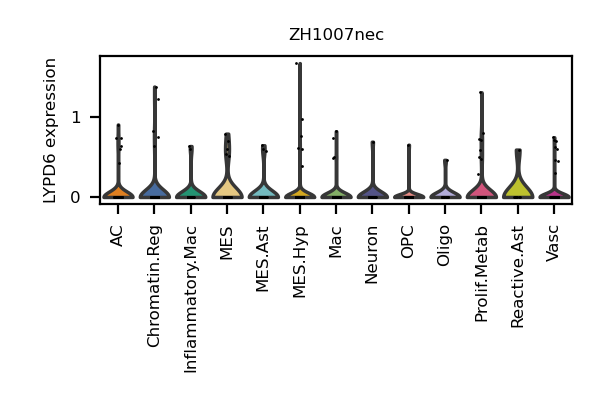 ZH1007nec
LYPD6 expression
1
0
AC
Chromatin.Reg
Inflammatory.Mac
MES
MES.Ast
MES.Hyp
Mac
Neuron
OPC
Oligo
Prolif.Metab
Reactive.Ast
Vasc